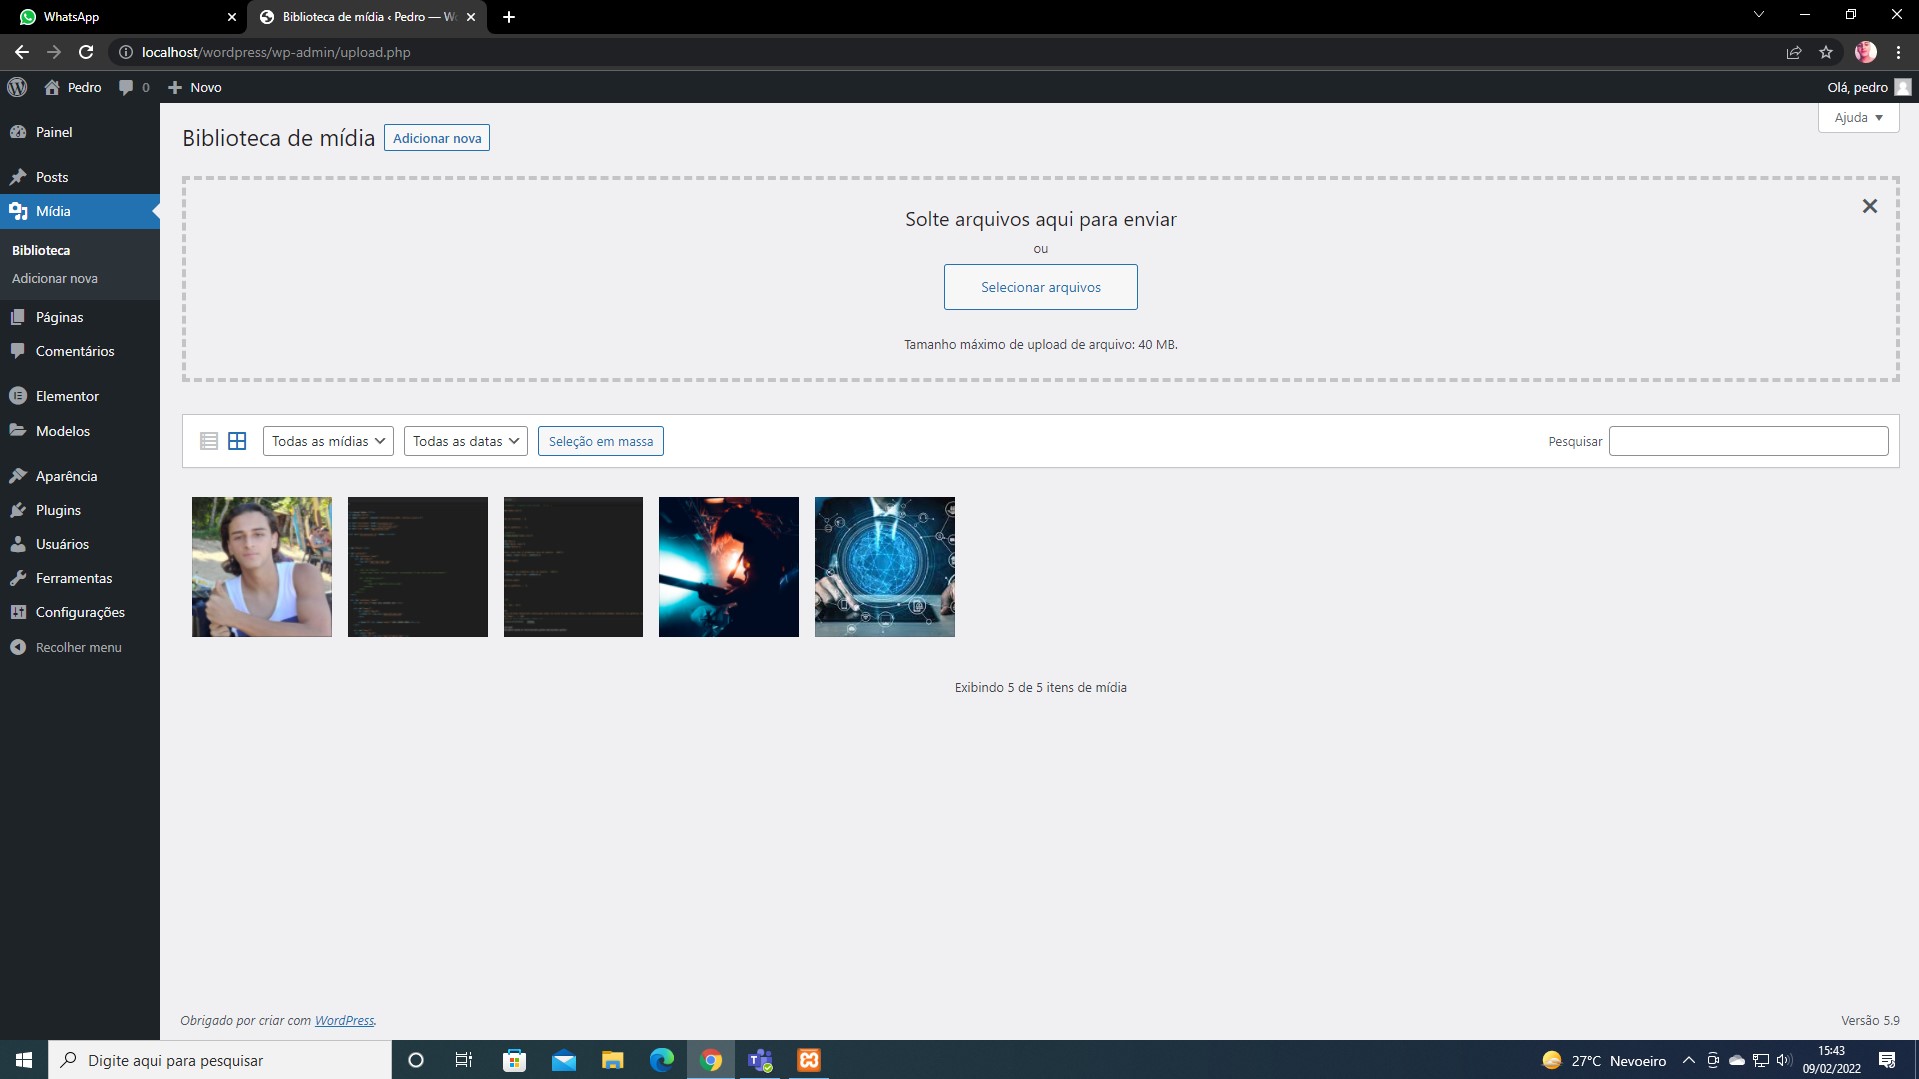 WhatsApp
Biblioteca de mídia ‹ Pedro — Wo
localhost/wordpress/wp-admin/upload.php
Pedro
0
Novo
Olá, pedro
Painel
Posts
Mídia
Biblioteca
Adicionar nova
Páginas
Comentários
Elementor
Modelos
Aparência
Plugins
Usuários
Ferramentas
Configurações
Recolher menu
Ajuda
Biblioteca de mídia
Adicionar nova
Solte arquivos aqui para enviar
ou
Selecionar arquivos
Tamanho máximo de upload de arquivo: 40 MB.
Todas as mídias
Todas as datas
Seleção em massa
Pesquisar
Exibindo 5 de 5 itens de mídia
Obrigado por criar com WordPress.
Versão 5.9
Digite aqui para pesquisar
27°C Nevoeiro
15:43
09/02/2022